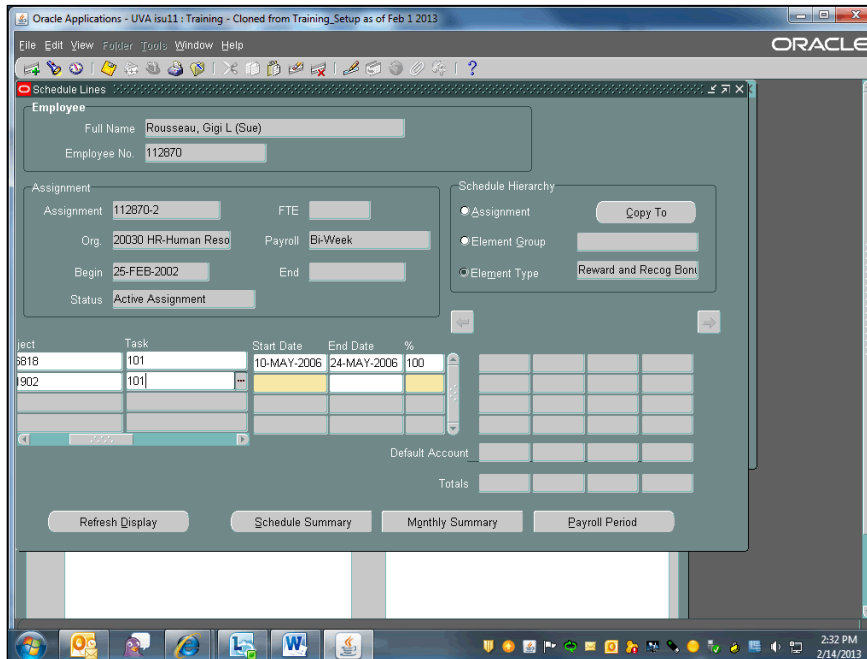 Oracle Applications - UVA isu11 : Training - Cloned from Training_Setup as of Feb 1 2013
File Edit View Folder Tools Window Help
ORACLE
Schedule Lines
Employee
Full Name Rousseau, Gigi L (Sue)
Employee No. 112870
Assignment
Assignment 112870-2 FTE
Org. 20030 HR-Human Reso Payroll Bi-Week
Begin 25-FEB-2002 End
Status Active Assignment
Schedule Hierarchy
Assignment Copy To
Element Group
Element Type Reward and Recog Bonu
ject Task Start Date End Date %
6818 101 10-MAY-2006 24-MAY-2006 100
1902 101
Default Account
Totals
Refresh Display Schedule Summary Monthly Summary Payroll Period
2:32 PM
2/14/2013